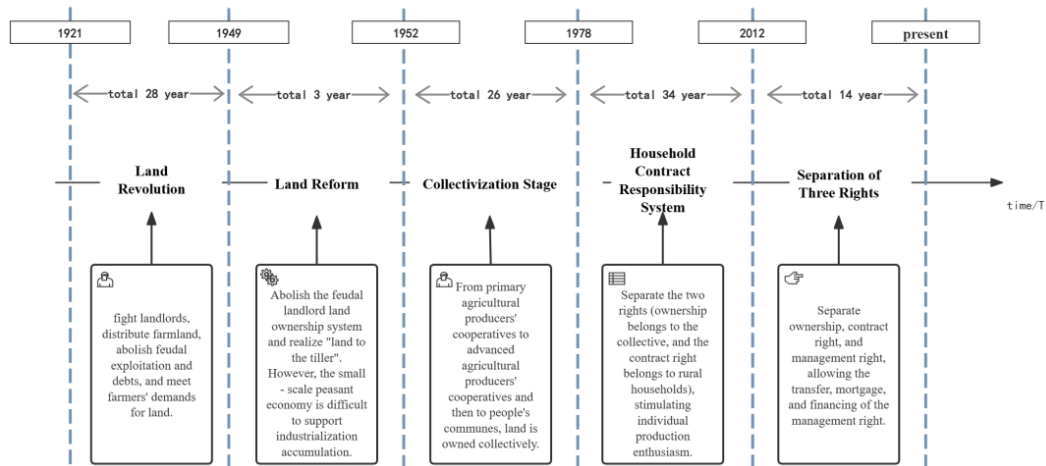 1921
1949
1952
1978
2012
present
total 28 year
total 3 year
total 26 year
total 34 year
total 14 year
Land
Revolution
Land Reform
Collectivization Stage
Household
Contract
Responsibility
System
Separation of
Three Rights
time/T
fight landlords,
distribute farmland,
abolish feudal
exploitation and
debts, and meet
farmers' demands
for land.
Abolish the feudal
landlord land
ownership system
and realize "land to
the tiller".
However, the small
- scale peasant
economy is difficult
to support
industrialization
accumulation.
From primary
agricultural
producers'
cooperatives to
advanced
agricultural
producers'
cooperatives and
then to people's
communes, land is
owned collectively.
Separate the two
rights (ownership
belongs to the
collective, and the
contract right
belongs to rural
households),
stimulating
individual
production
enthusiasm.
Separate
ownership, contract
right, and
management right,
allowing the
transfer, mortgage,
and financing of the
management right.